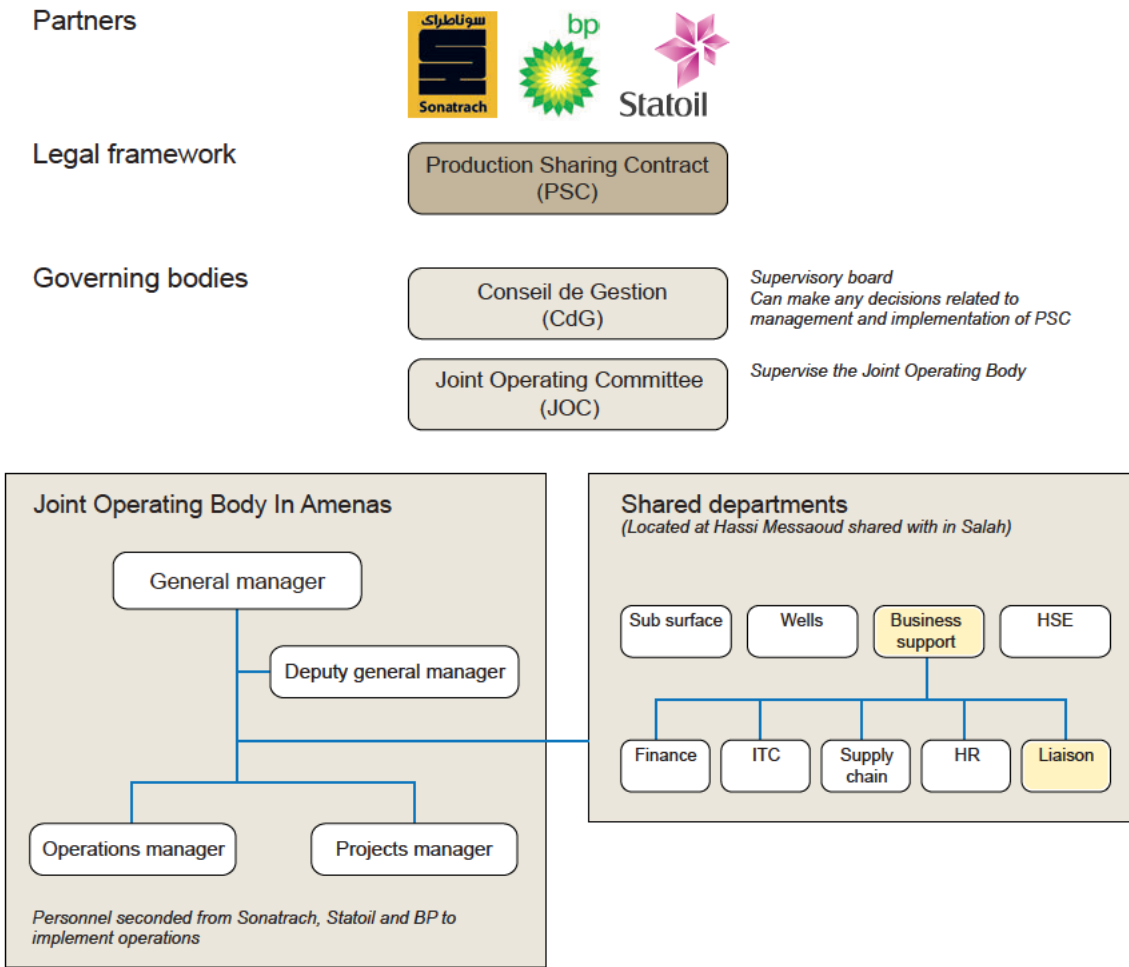 Partners
سوناطراك
Sonatrach
bp
Statoil
Legal framework
Production Sharing Contract
(PSC)
Governing bodies
Conseil de Gestion
(CdG)
Supervisory board
Can make any decisions related to
management and implementation of PSC
Joint Operating Committee
(JOC)
Supervise the Joint Operating Body
Joint Operating Body In Amenas
General manager
Deputy general manager
Operations manager
Projects manager
Personnel seconded from Sonatrach, Statoil and BP to
implement operations
Shared departments
(Located at Hassi Messaoud shared with in Salah)
Sub surface
Wells
Business
support
HSE
Finance
ITC
Supply
chain
HR
Liaison